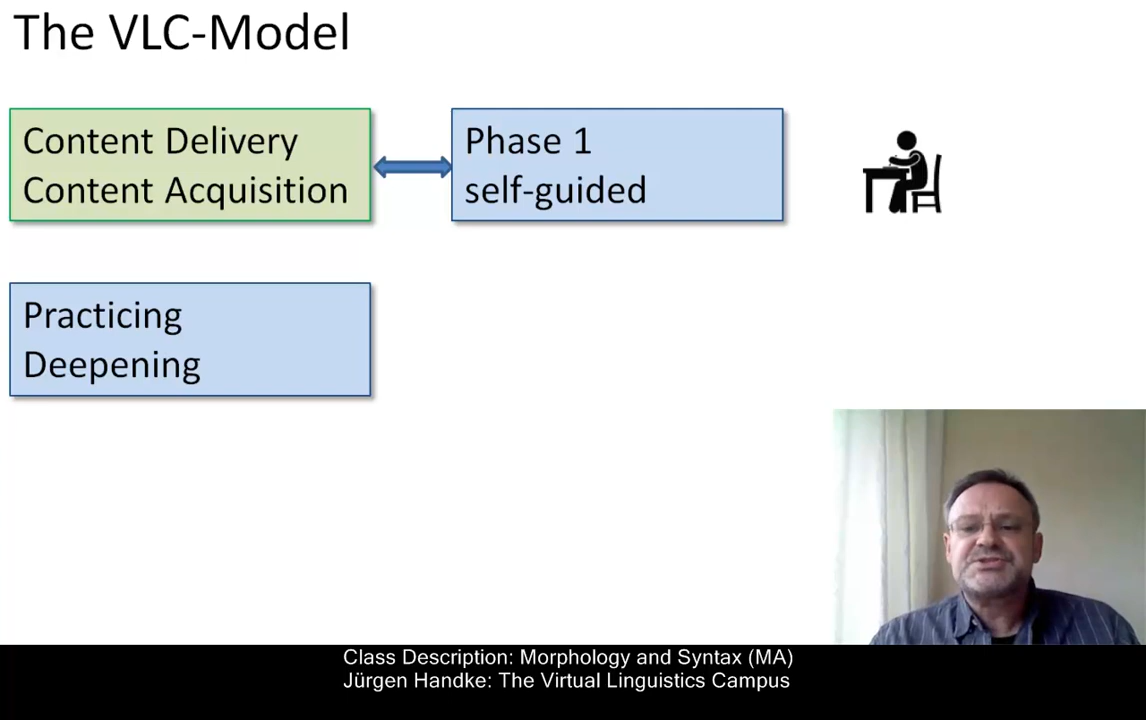 The VLC-Model
Content Delivery
Content Acquisition
Phase 1
self-guided
Practicing
Deepening
Class Description: Morphology and Syntax (MA)
Jürgen Handke: The Virtual Linguistics Campus